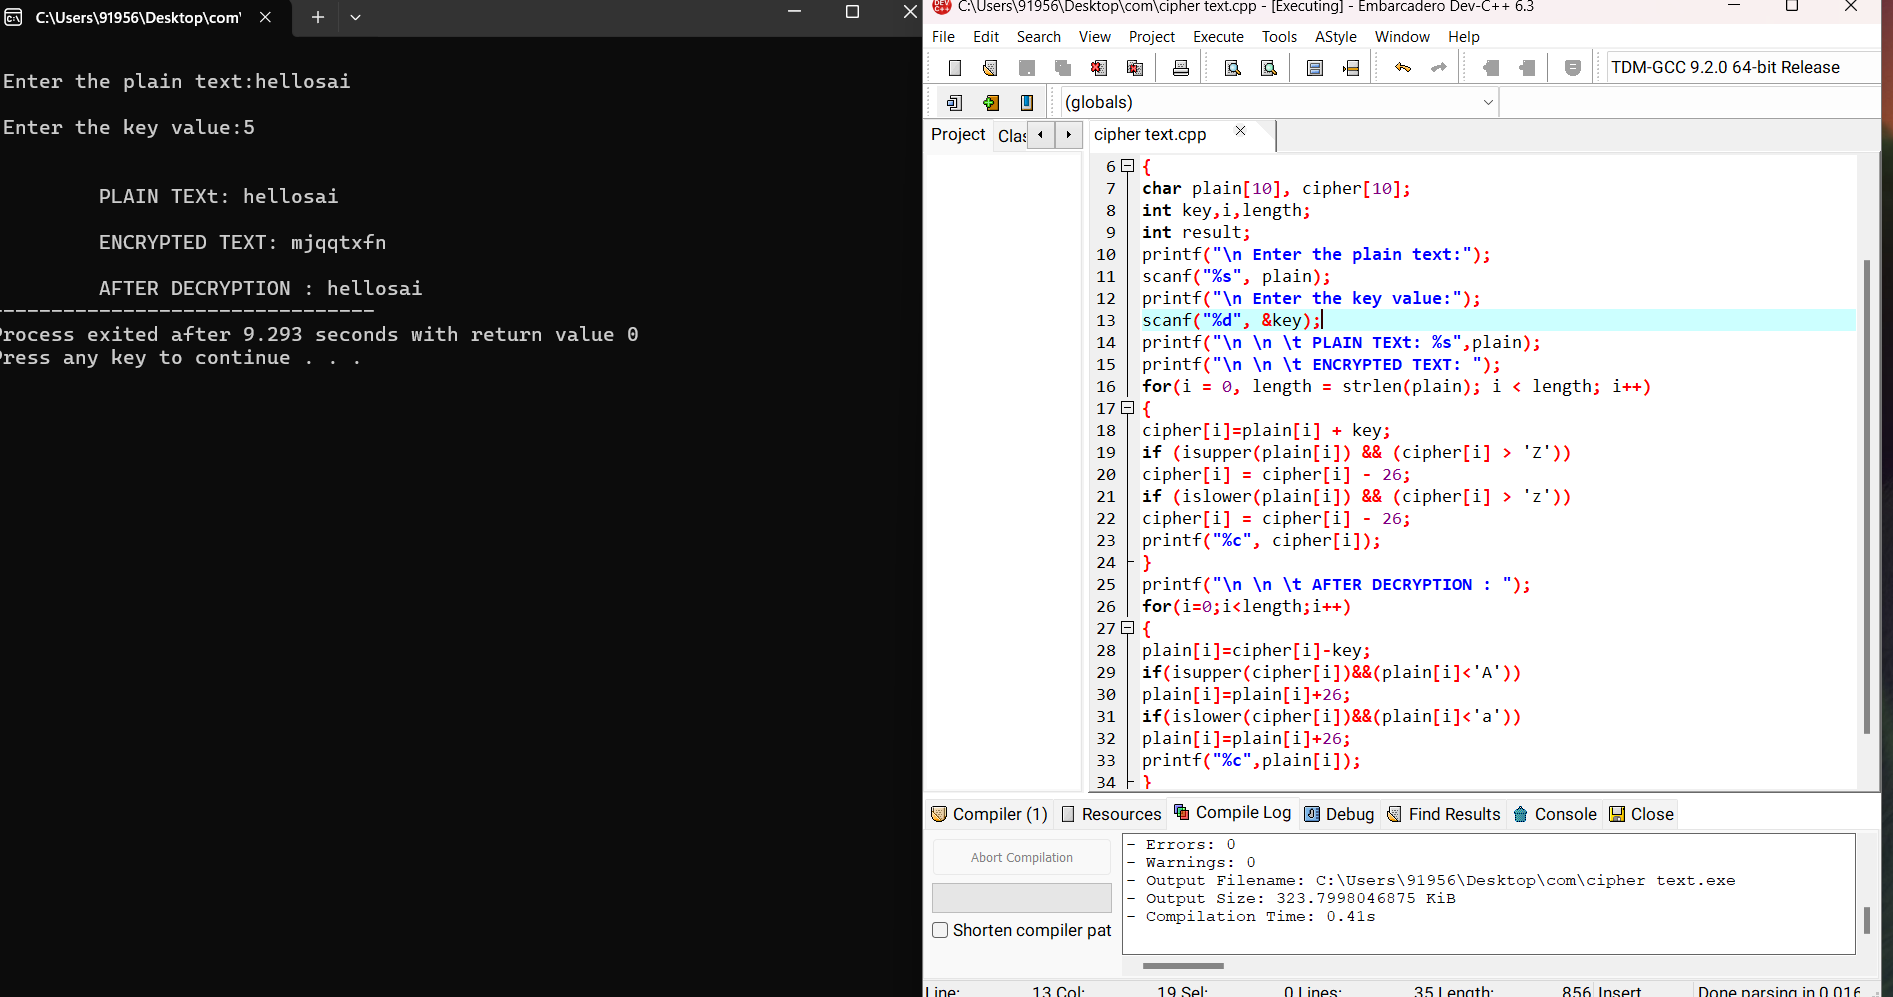 C:\Users\91956\Desktop\com'
Enter the plain text:hellosai
Enter the key value:5
PLAIN TEXt: hellosai
ENCRYPTED TEXT: mjqqtxfn
AFTER DECRYPTION : hellosai
--------------------------------
Process exited after 9.293 seconds with return value 0
Press any key to continue . . .
C:\Users\91956\Desktop\com\cipher text.cpp - [Executing] - Embarcadero Dev-C++ 6.3
File Edit Search View Project Execute Tools AStyle Window Help
TDM-GCC 9.2.0 64-bit Release
(globals)
Project Clas
cipher text.cpp
6 {
7 char plain[10], cipher[10];
8 int key,i,length;
9 int result;
10 printf("\n Enter the plain text:");
11 scanf("%s", plain);
12 printf("\n Enter the key value:");
13 scanf("%d", &key);
14 printf("\n \n \t PLAIN TEXt: %s",plain);
15 printf("\n \n \t ENCRYPTED TEXT: ");
16 for(i = 0, length = strlen(plain); i < length; i++)
17 {
18 cipher[i]=plain[i] + key;
19 if (isupper(plain[i]) && (cipher[i] > 'Z'))
20 cipher[i] = cipher[i] - 26;
21 if (islower(plain[i]) && (cipher[i] > 'z'))
22 cipher[i] = cipher[i] - 26;
23 printf("%c", cipher[i]);
24 }
25 printf("\n \n \t AFTER DECRYPTION : ");
26 for(i=0;i<length;i++)
27 {
28 plain[i]=cipher[i]-key;
29 if(isupper(cipher[i])&&(plain[i]<'A'))
30 plain[i]=plain[i]+26;
31 if(islower(cipher[i])&&(plain[i]<'a'))
32 plain[i]=plain[i]+26;
33 printf("%c",plain[i]);
34 }
Compiler (1) Resources Compile Log Debug Find Results Console Close
Abort Compilation
Shorten compiler pat
- Errors: 0
- Warnings: 0
- Output Filename: C:\Users\91956\Desktop\com\cipher text.exe
- Output Size: 323.7998046875 KiB
- Compilation Time: 0.41s
Line: 13 Col: 19 Sel: 0 Lines: 35 Length: 856 Insert Done parsing in 0.016